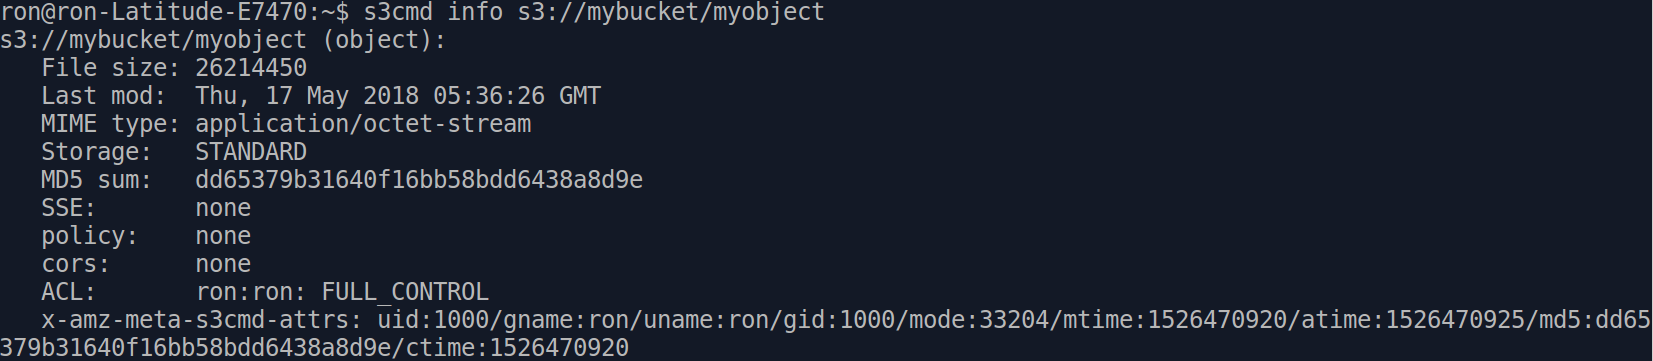 ron@ron-Latitude-E7470:~$ s3cmd info s3://mybucket/myobject
s3://mybucket/myobject (object):
   File size: 26214450
   Last mod:  Thu, 17 May 2018 05:36:26 GMT
   MIME type: application/octet-stream
   Storage:   STANDARD
   MD5 sum:   dd65379b31640f16bb58bdd6438a8d9e
   SSE:       none
   policy:    none
   cors:      none
   ACL:       ron:ron: FULL_CONTROL
   x-amz-meta-s3cmd-attrs: uid:1000/gname:ron/uname:ron/gid:1000/mode:33204/mtime:1526470920/atime:1526470925/md5:dd65
379b31640f16bb58bdd6438a8d9e/ctime:1526470920